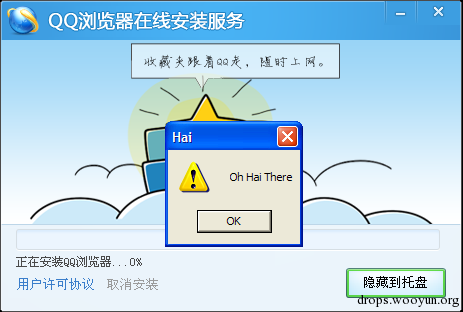 QQ浏览器在线安装服务
收藏夹跟着QQ走，随时上网。
Hai
Oh Hai There
OK
正在安装QQ浏览器...0%
用户许可协议 取消安装
隐藏到托盘
drops.wooyun.org